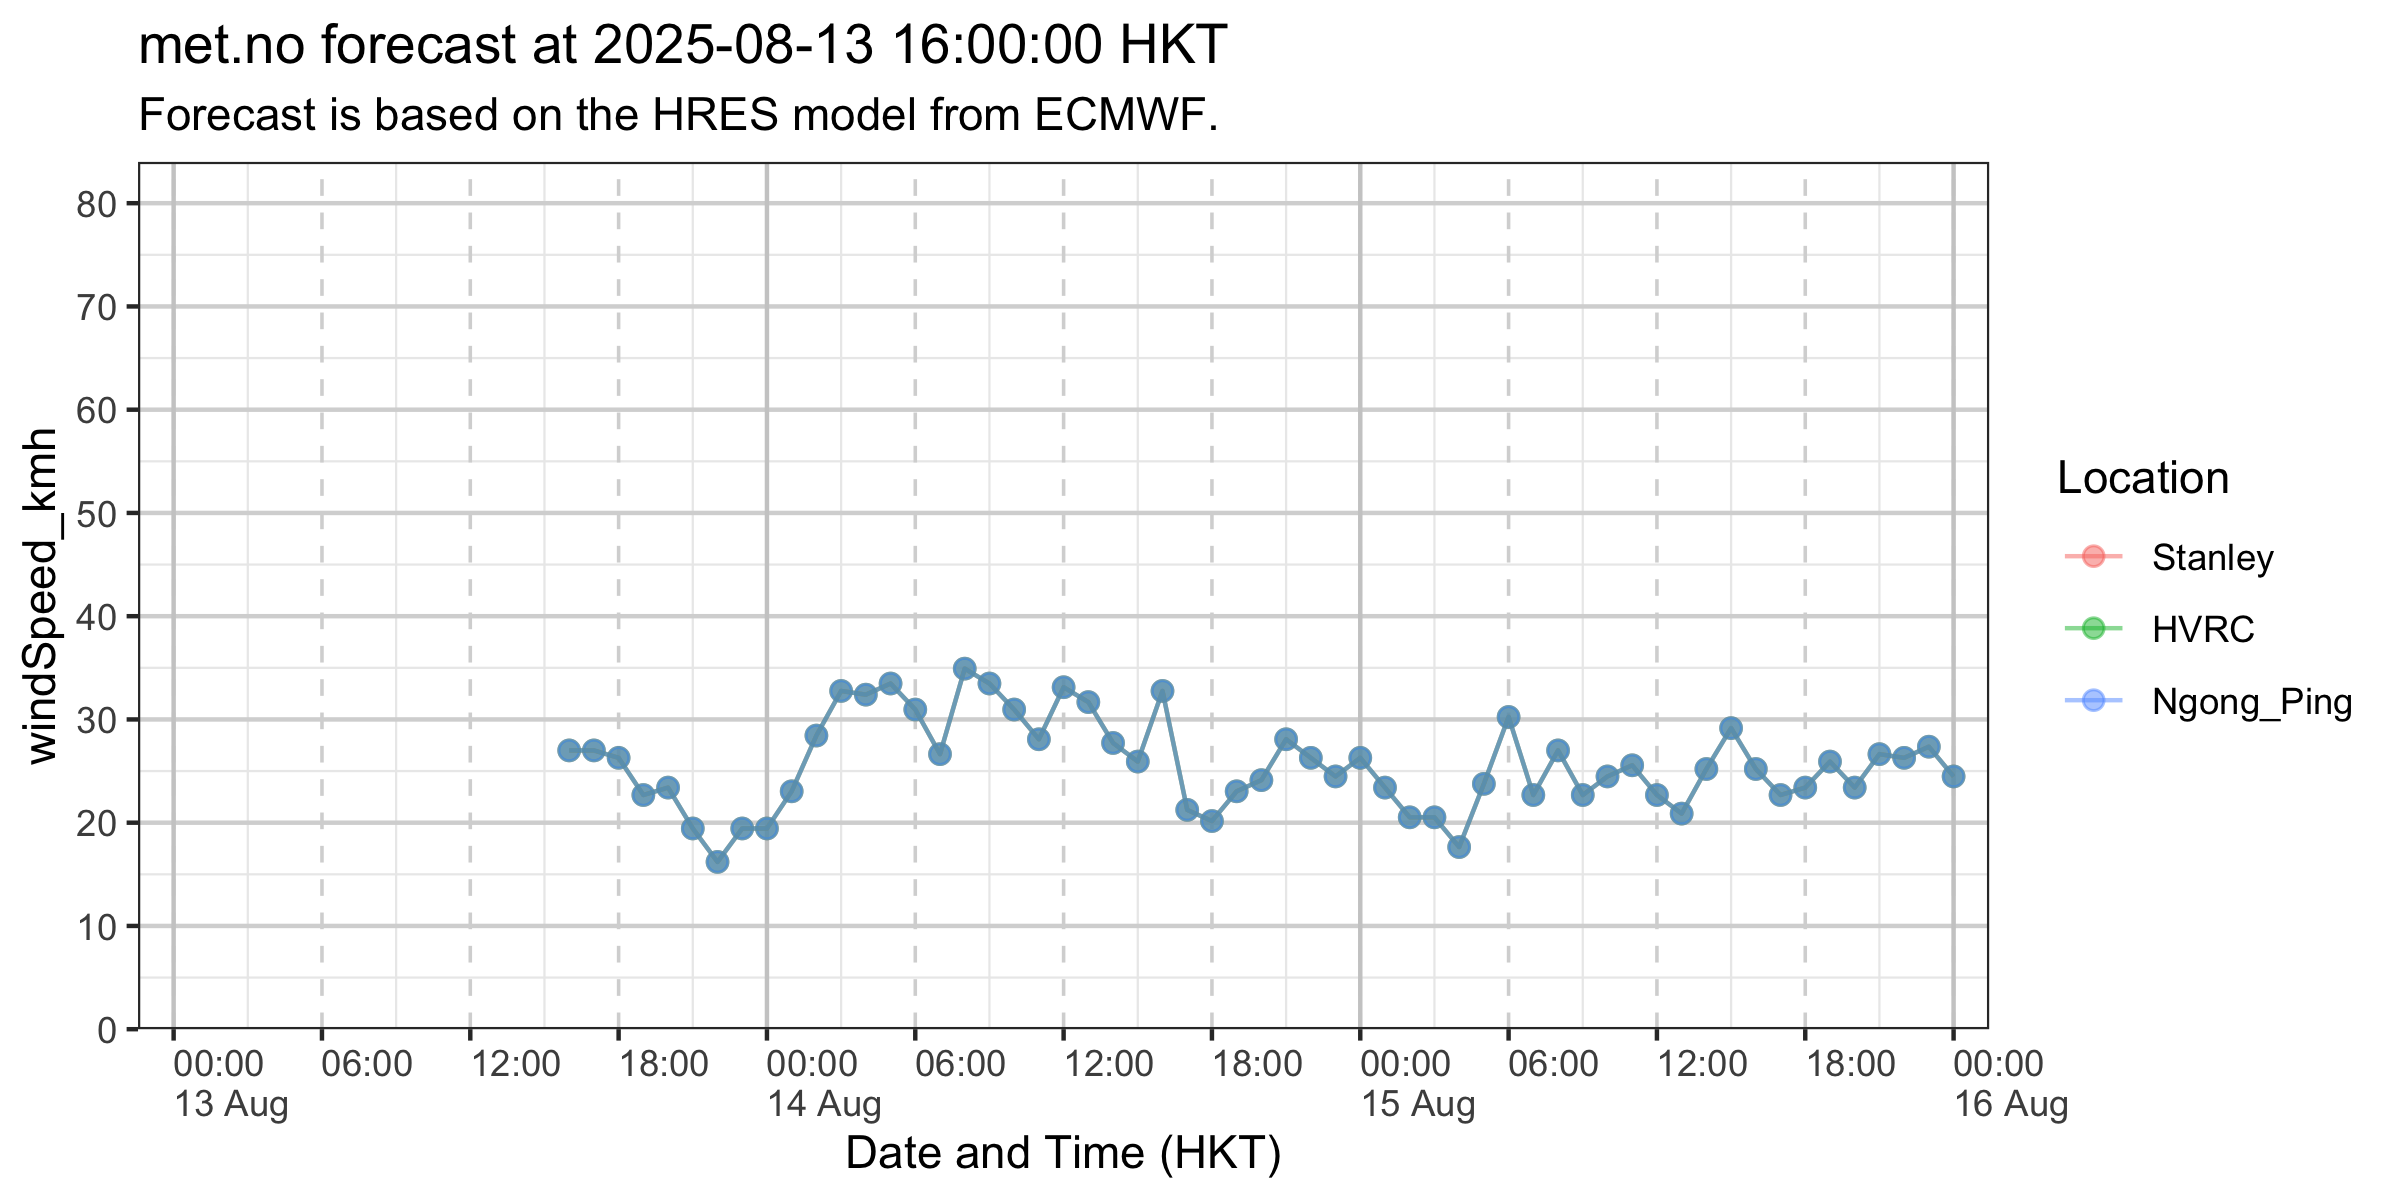 met.no forecast at 2025-08-13 16:00:00 HKT
Forecast is based on the HRES model from ECMWF.
windSpeed_kmh
80
70
60
50
40
30
20
10
0
00:00 06:00 12:00 18:00 00:00 06:00 12:00 18:00 00:00 06:00 12:00 18:00 00:00
13 Aug 14 Aug 15 Aug 16 Aug
Date and Time (HKT)
Location
Stanley
HVRC
Ngong_Ping